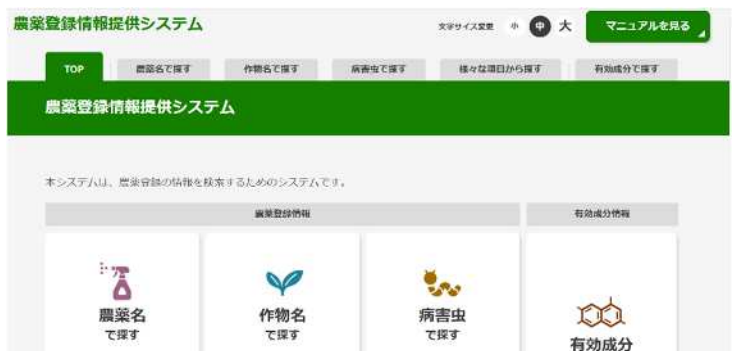 農薬登録情報提供システム
文字サイズ変更 小 中 大 マニュアルを見る
TOP 農薬名で探す 作物名で探す 病害虫で探す 様々な項目から探す 有効成分で探す
農薬登録情報提供システム
本システムは、農薬登録の情報を検索するためのシステムです。
農薬登録情報 有効成分情報
農薬名 作物名 病害虫
で探す で探す で探す
有効成分